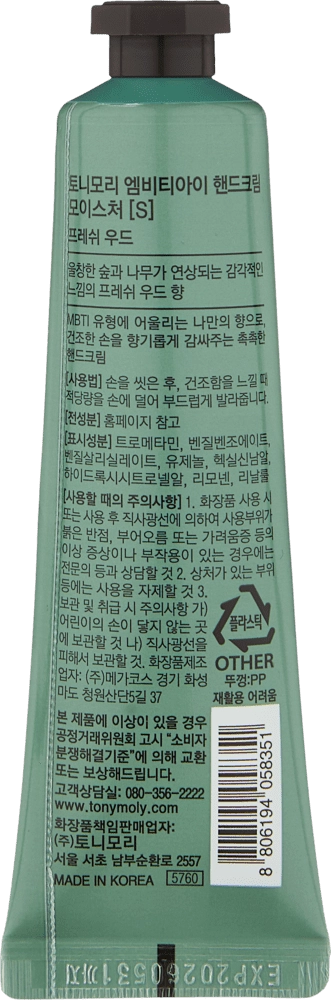 토니모리 엠비티아이 핸드크림
모이스처 [S]
프레쉬 우드
울창한 숲과 나무가 연상되는 감각적인
느낌의 프레쉬 우드 향
MBTI 유형에 어울리는 나만의 향으로,
건조한 손을 향기롭게 감싸주는 촉촉한
핸드크림
[사용법] 손을 씻은 후, 건조함을 느낄 때
적당량을 손에 덜어 부드럽게 발라줍니다.
[전성분] 홈페이지 참고
[표시성분] 트로메타민, 벤질벤조에이트,
벤질살리실레이트, 유제놀, 헥실신남알,
하이드록시시트로넬알, 리모넨, 리날룰
[사용할 때의 주의사항] 1. 화장품 사용 시
또는 사용 후 직사광선에 의하여 사용부위가
붉은 반점, 부어오름 또는 가려움증 등의
이상 증상이나 부작용이 있는 경우에는
전문의 등과 상담할 것 2. 상처가 있는 부위
등에는 사용을 자제할 것 3.
보관 및 취급 시 주의사항 가)
어린이의 손이 닿지 않는 곳
에 보관할 것 나) 직사광선을
피해서 보관할 것. 화장품제조
업자: (주)메가코스 경기 화성
마도 청원산단5길 37
플라스틱
OTHER
뚜껑:PP
재활용 어려움
본 제품에 이상이 있을 경우
공정거래위원회 고시 "소비자
분쟁해결기준"에 의해 교환
또는 보상해드립니다.
고객상담실: 080-356-2222
www.tonymoly.com
화장품책임판매업자:
(주)토니모리
서울 서초 남부순환로 2557
MADE IN KOREA 5760
8 806194 058351
EXP20260531까지